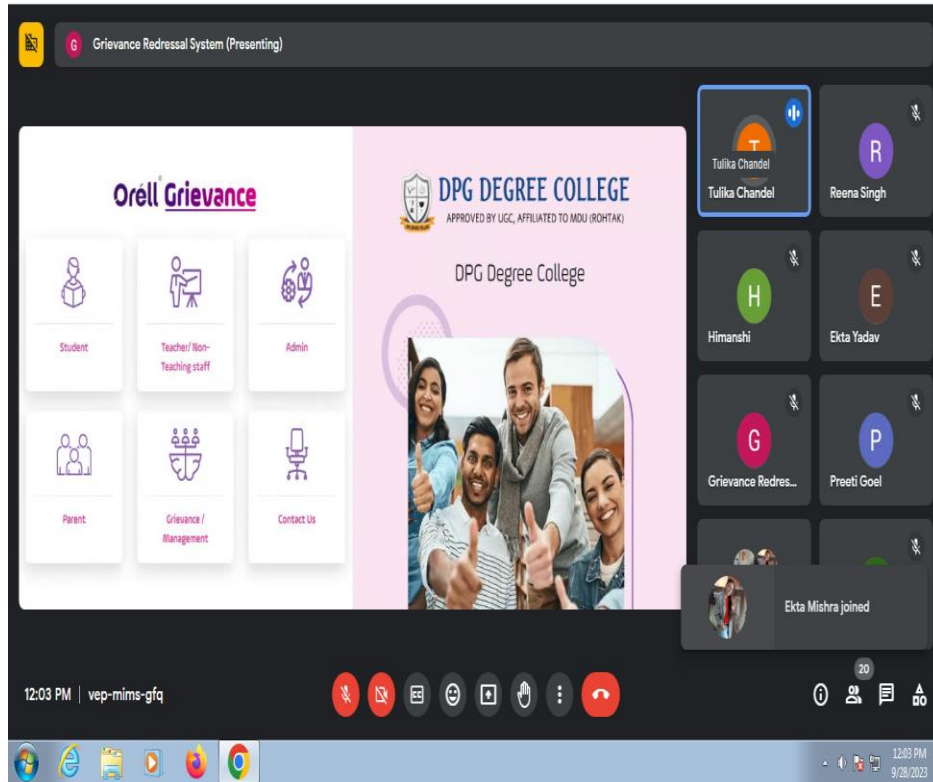 G Grievance Redressal System (Presenting)
Orell Grievance
Student
Teacher/ Non-
Teaching staff
Admin
Parent
Grievance /
Management
Contact Us
DPG DEGREE COLLEGE
APPROVED BY UGC, AFFILIATED TO MDU (ROHTAK)
DPG Degree College
T
Tulika Chandel
Tulika Chandel
R
Reena Singh
H
Himanshi
E
Ekta Yadav
G
Grievance Redres...
P
Preeti Goel
Ekta Mishra joined
12:03 PM | vep-mims-gfq
20
12:03 PM
9/28/2023